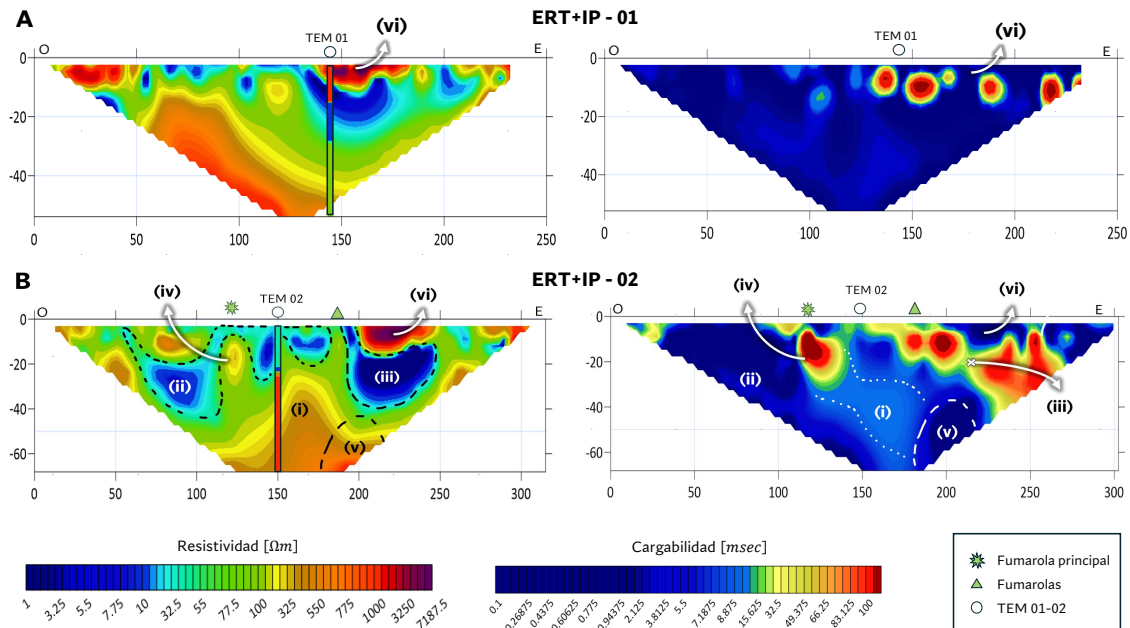 A
ERT+IP - 01
(vi)
TEM 01
O
E
0
-20
-40
0
50
100
150
200
250
(vi)
TEM 01
O
E
0
-20
-40
0
50
100
150
200
250
B
ERT+IP - 02
(iv)
TEM 02
(vi)
O
E
0
-20
-40
-60
(ii)
(iii)
(i)
(v)
0
50
100
150
200
250
300
(iv)
TEM 02
(vi)
O
E
0
-20
-40
-60
(ii)
(i)
(v)
(iii)
0
50
100
150
200
250
300
Resistividad [Ωm]
1
3.25
5.5
7.75
10
32.5
55
77.5
100
325
550
775
1000
3250
7187.5
Cargabilidad [msec]
0.1
0.26875
0.4375
0.60625
0.775
0.94375
2.125
3.8125
5.5
7.1875
8.875
15.625
32.5
49.375
66.25
83.125
100
Fumarola principal
Fumarolas
TEM 01-02